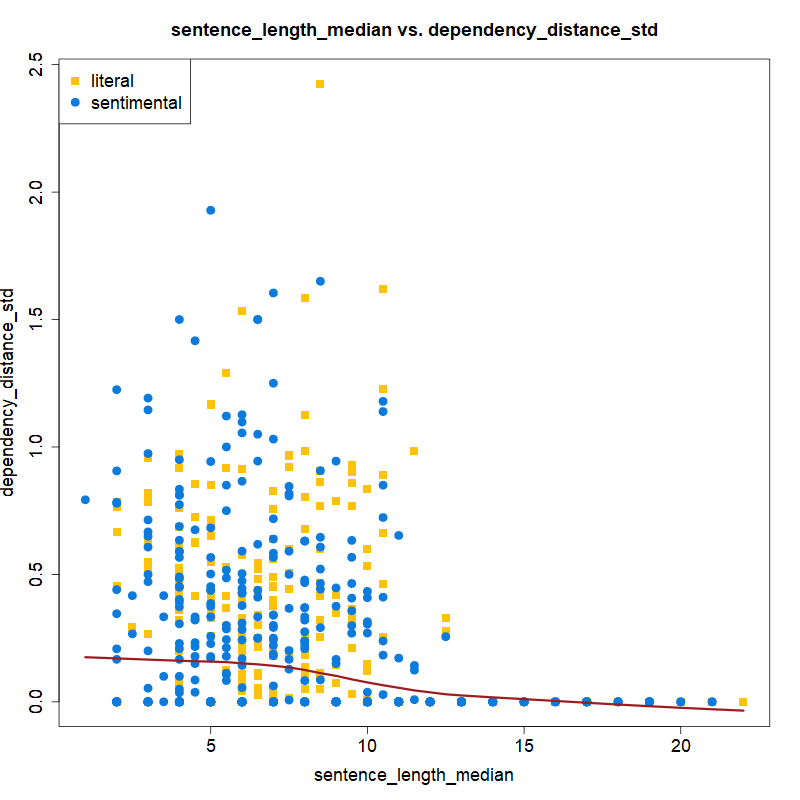 sentence_length_median vs. dependency_distance_std
literal
sentimental
2.5
2.0
1.5
1.0
0.5
0.0
dependency_distance_std
5 10 15 20
sentence_length_median